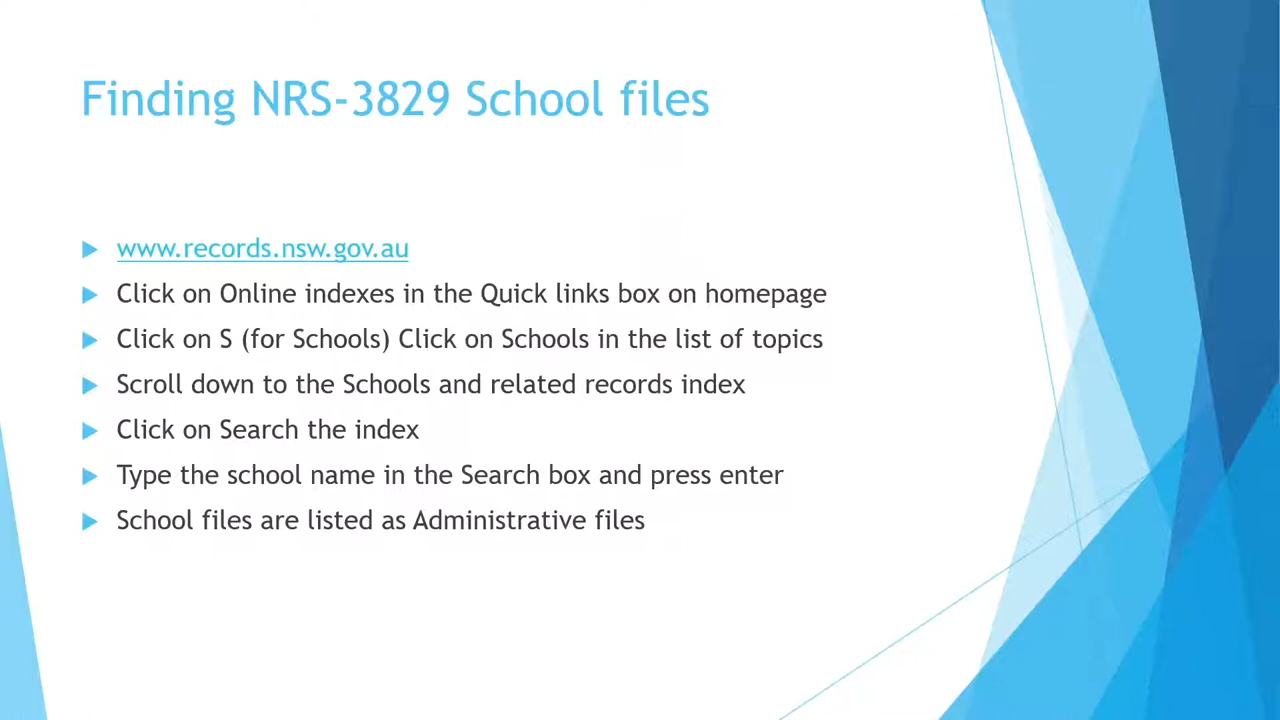 Finding NRS-3829 School files
www.records.nsw.gov.au
Click on Online indexes in the Quick links box on homepage
Click on S (for Schools) Click on Schools in the list of topics
Scroll down to the Schools and related records index
Click on Search the index
Type the school name in the Search box and press enter
School files are listed as Administrative files